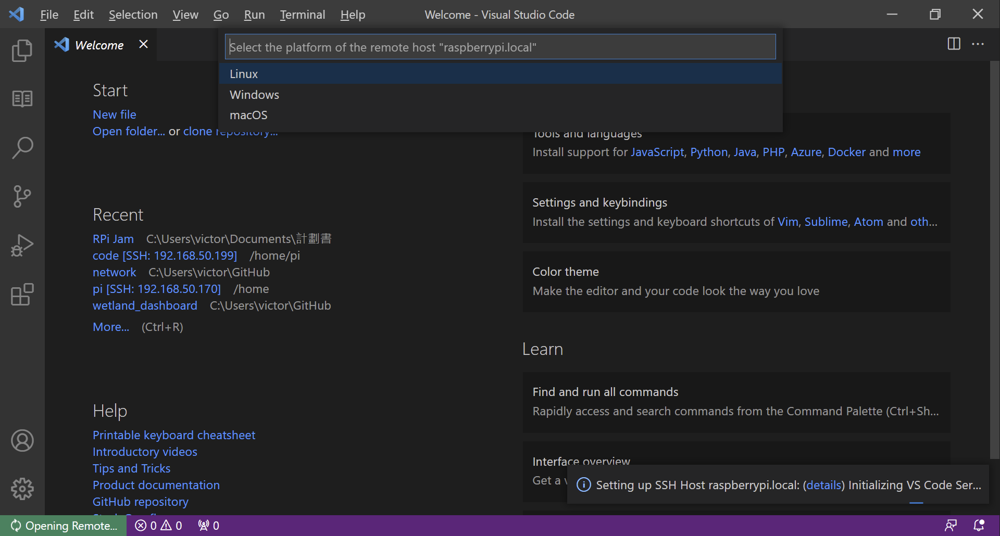 File Edit Selection View Go Run Terminal Help Welcome - Visual Studio Code
Welcome
Select the platform of the remote host "raspberrypi.local"
Linux
Windows
macOS
Start
New file
Open folder... or clone repository...
Recent
RPi Jam C:\Users\victor\Documents\計劃書
code [SSH: 192.168.50.199] /home/pi
network C:\Users\victor\GitHub
pi [SSH: 192.168.50.170] /home
wetland_dashboard C:\Users\victor\GitHub
More... (Ctrl+R)
Help
Printable keyboard cheatsheet
Introductory videos
Tips and Tricks
Product documentation
GitHub repository
Tools and languages
Install support for JavaScript, Python, Java, PHP, Azure, Docker and more
Settings and keybindings
Install the settings and keyboard shortcuts of Vim, Sublime, Atom and oth...
Color theme
Make the editor and your code look the way you love
Learn
Find and run all commands
Rapidly access and search commands from the Command Palette (Ctrl+Sh...
Interface overview
Get a v
Setting up SSH Host raspberrypi.local: (details) Initializing VS Code Ser...
Opening Remote... 0 0 0